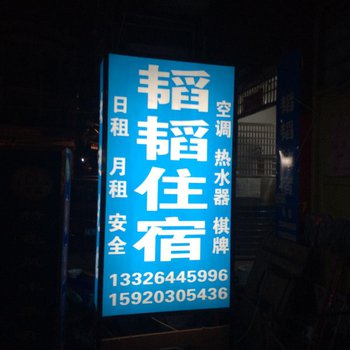 韬韬住宿
日租 月租 安全
空调 热水器 棋牌
13326445996
15920305436